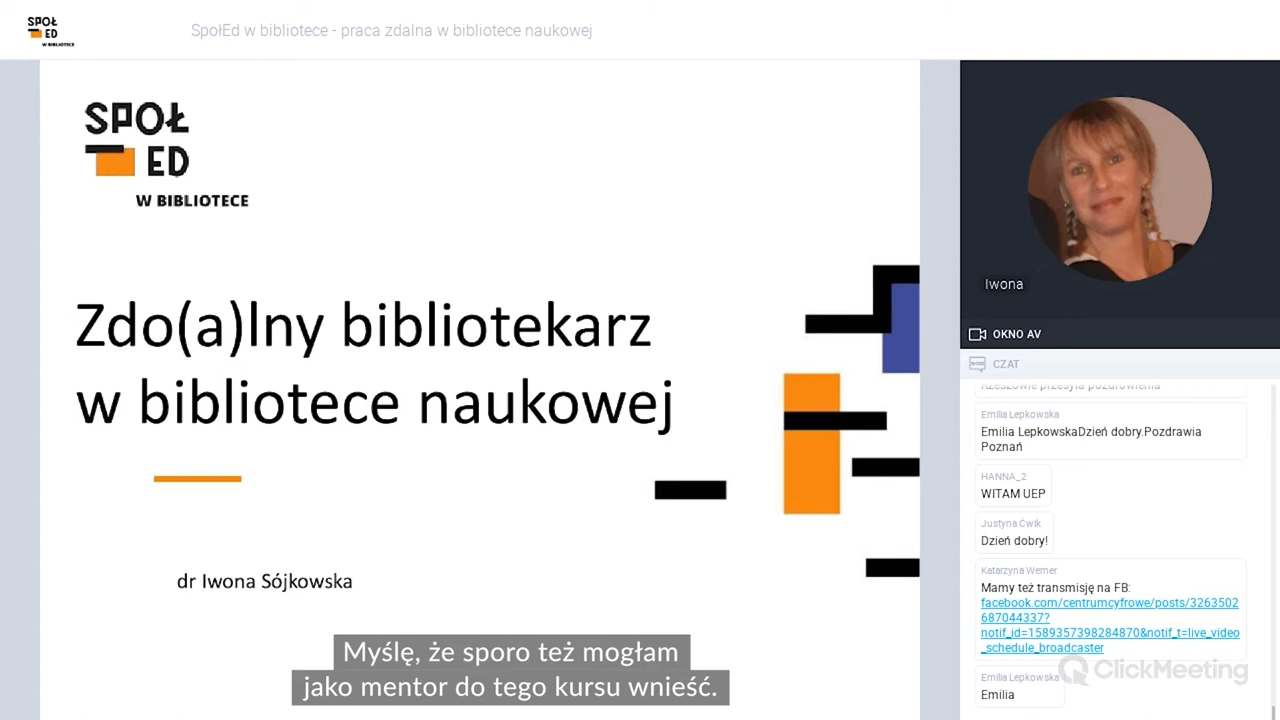 SPOŁ
ED
W BIBLIOTECE
SpołEd w bibliotece - praca zdalna w bibliotece naukowej
SPOŁ
ED
W BIBLIOTECE
Zdo(a)lny bibliotekarz
w bibliotece naukowej
dr Iwona Sójkowska
Myślę, że sporo też mogłam
jako mentor do tego kursu wnieść.
Iwona
OKNO AV
CZAT
Rzeszowie przesyła pozdrowienia
Emilia Lepkowska
Emilia LepkowskaDzień dobry.Pozdrawia
Poznań
HANNA_2
WITAM UEP
Justyna Ćwik
Dzień dobry!
Katarzyna Werner
Mamy też transmisję na FB:
facebook.com/centrumcyfrowe/posts/3263502
687044337?
notif_id=1589357398284870&notif_t=live_video
_schedule_broadcaster
ClickMeeting
Emilia Lepkowska
Emilia